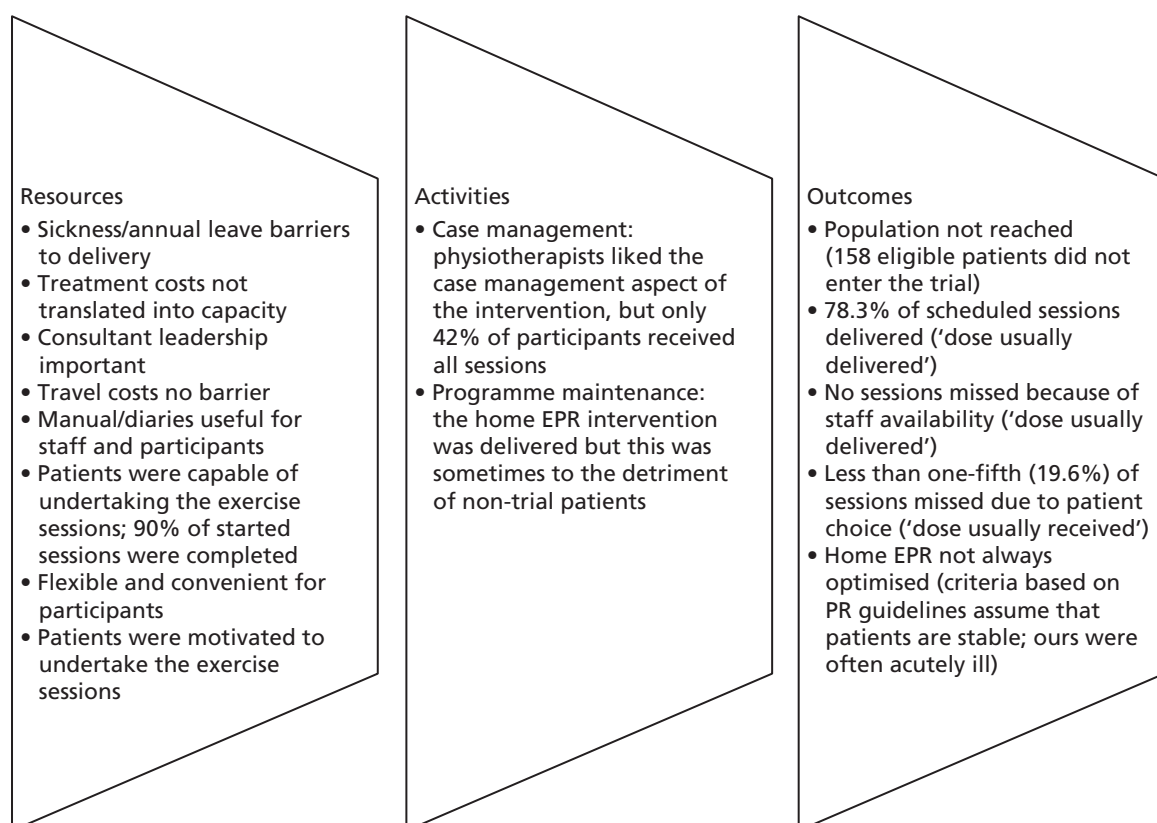 Resources
• Sickness/annual leave barriers
to delivery
• Treatment costs not
translated into capacity
• Consultant leadership
important
• Travel costs no barrier
• Manual/diaries useful for
staff and participants
• Patients were capable of
undertaking the exercise
sessions; 90% of started
sessions were completed
• Flexible and convenient for
participants
• Patients were motivated to
undertake the exercise
sessions
Activities
• Case management:
physiotherapists liked the
case management aspect of
the intervention, but only
42% of participants received
all sessions
• Programme maintenance:
the home EPR intervention
was delivered but this was
sometimes to the detriment
of non-trial patients
Outcomes
• Population not reached
(158 eligible patients did not
enter the trial)
• 78.3% of scheduled sessions
delivered (‘dose usually
delivered’)
• No sessions missed because of
staff availability (‘dose usually
delivered’)
• Less than one-fifth (19.6%) of
sessions missed due to patient
choice (‘dose usually received’)
• Home EPR not always
optimised (criteria based on
PR guidelines assume that
patients are stable; ours were
often acutely ill)